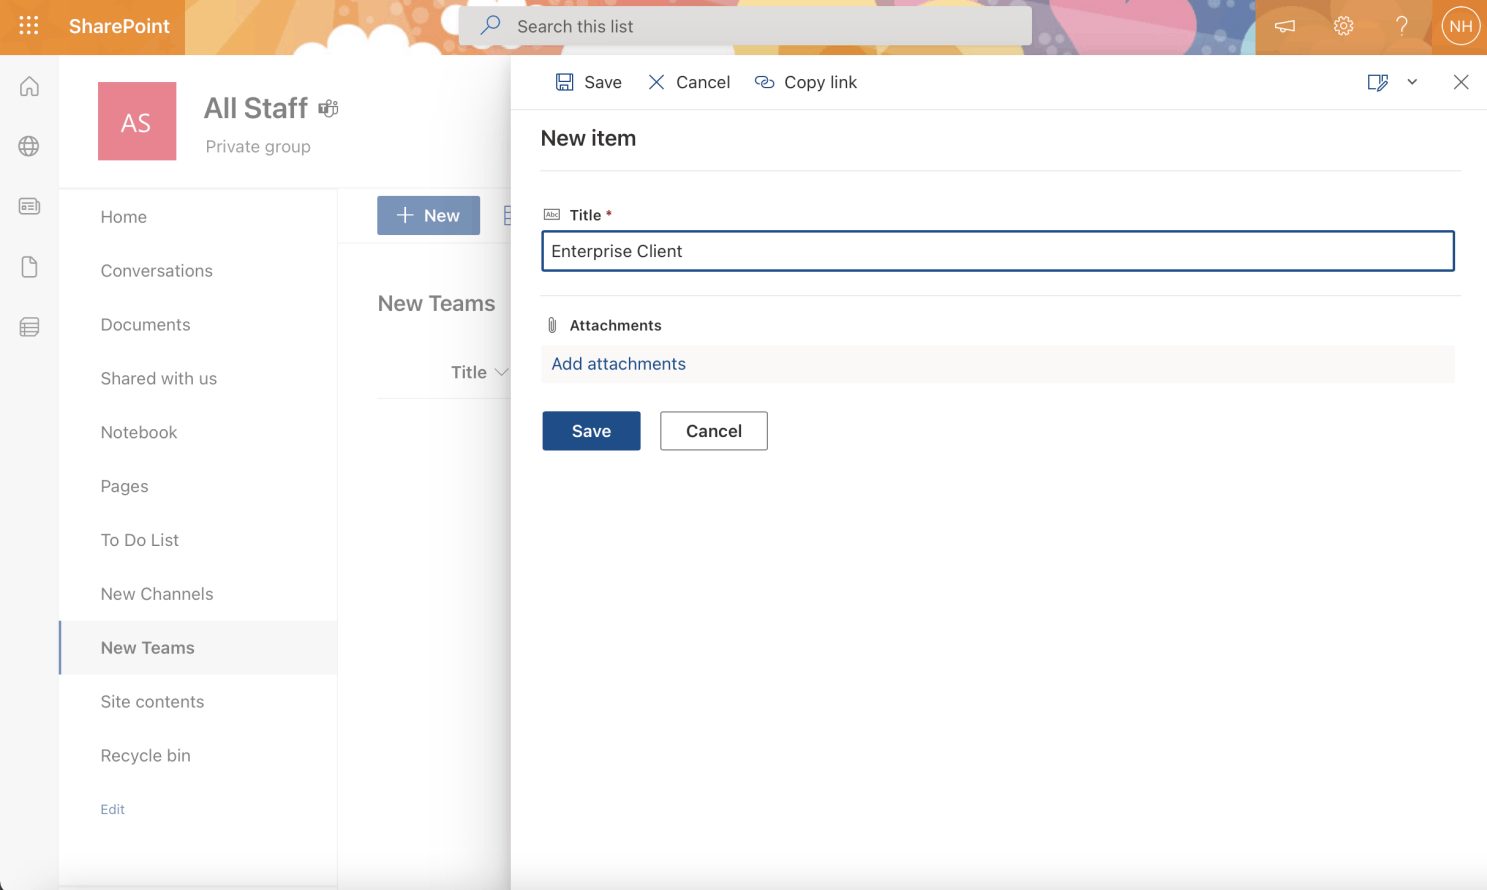 SharePoint
Search this list
NH
AS
All Staff
Private group
Home
Conversations
Documents
Shared with us
Notebook
Pages
To Do List
New Channels
New Teams
Site contents
Recycle bin
Edit
New
New Teams
Title
Save
Cancel
Copy link
New item
Abc
Title *
Enterprise Client
Attachments
Add attachments
Save
Cancel